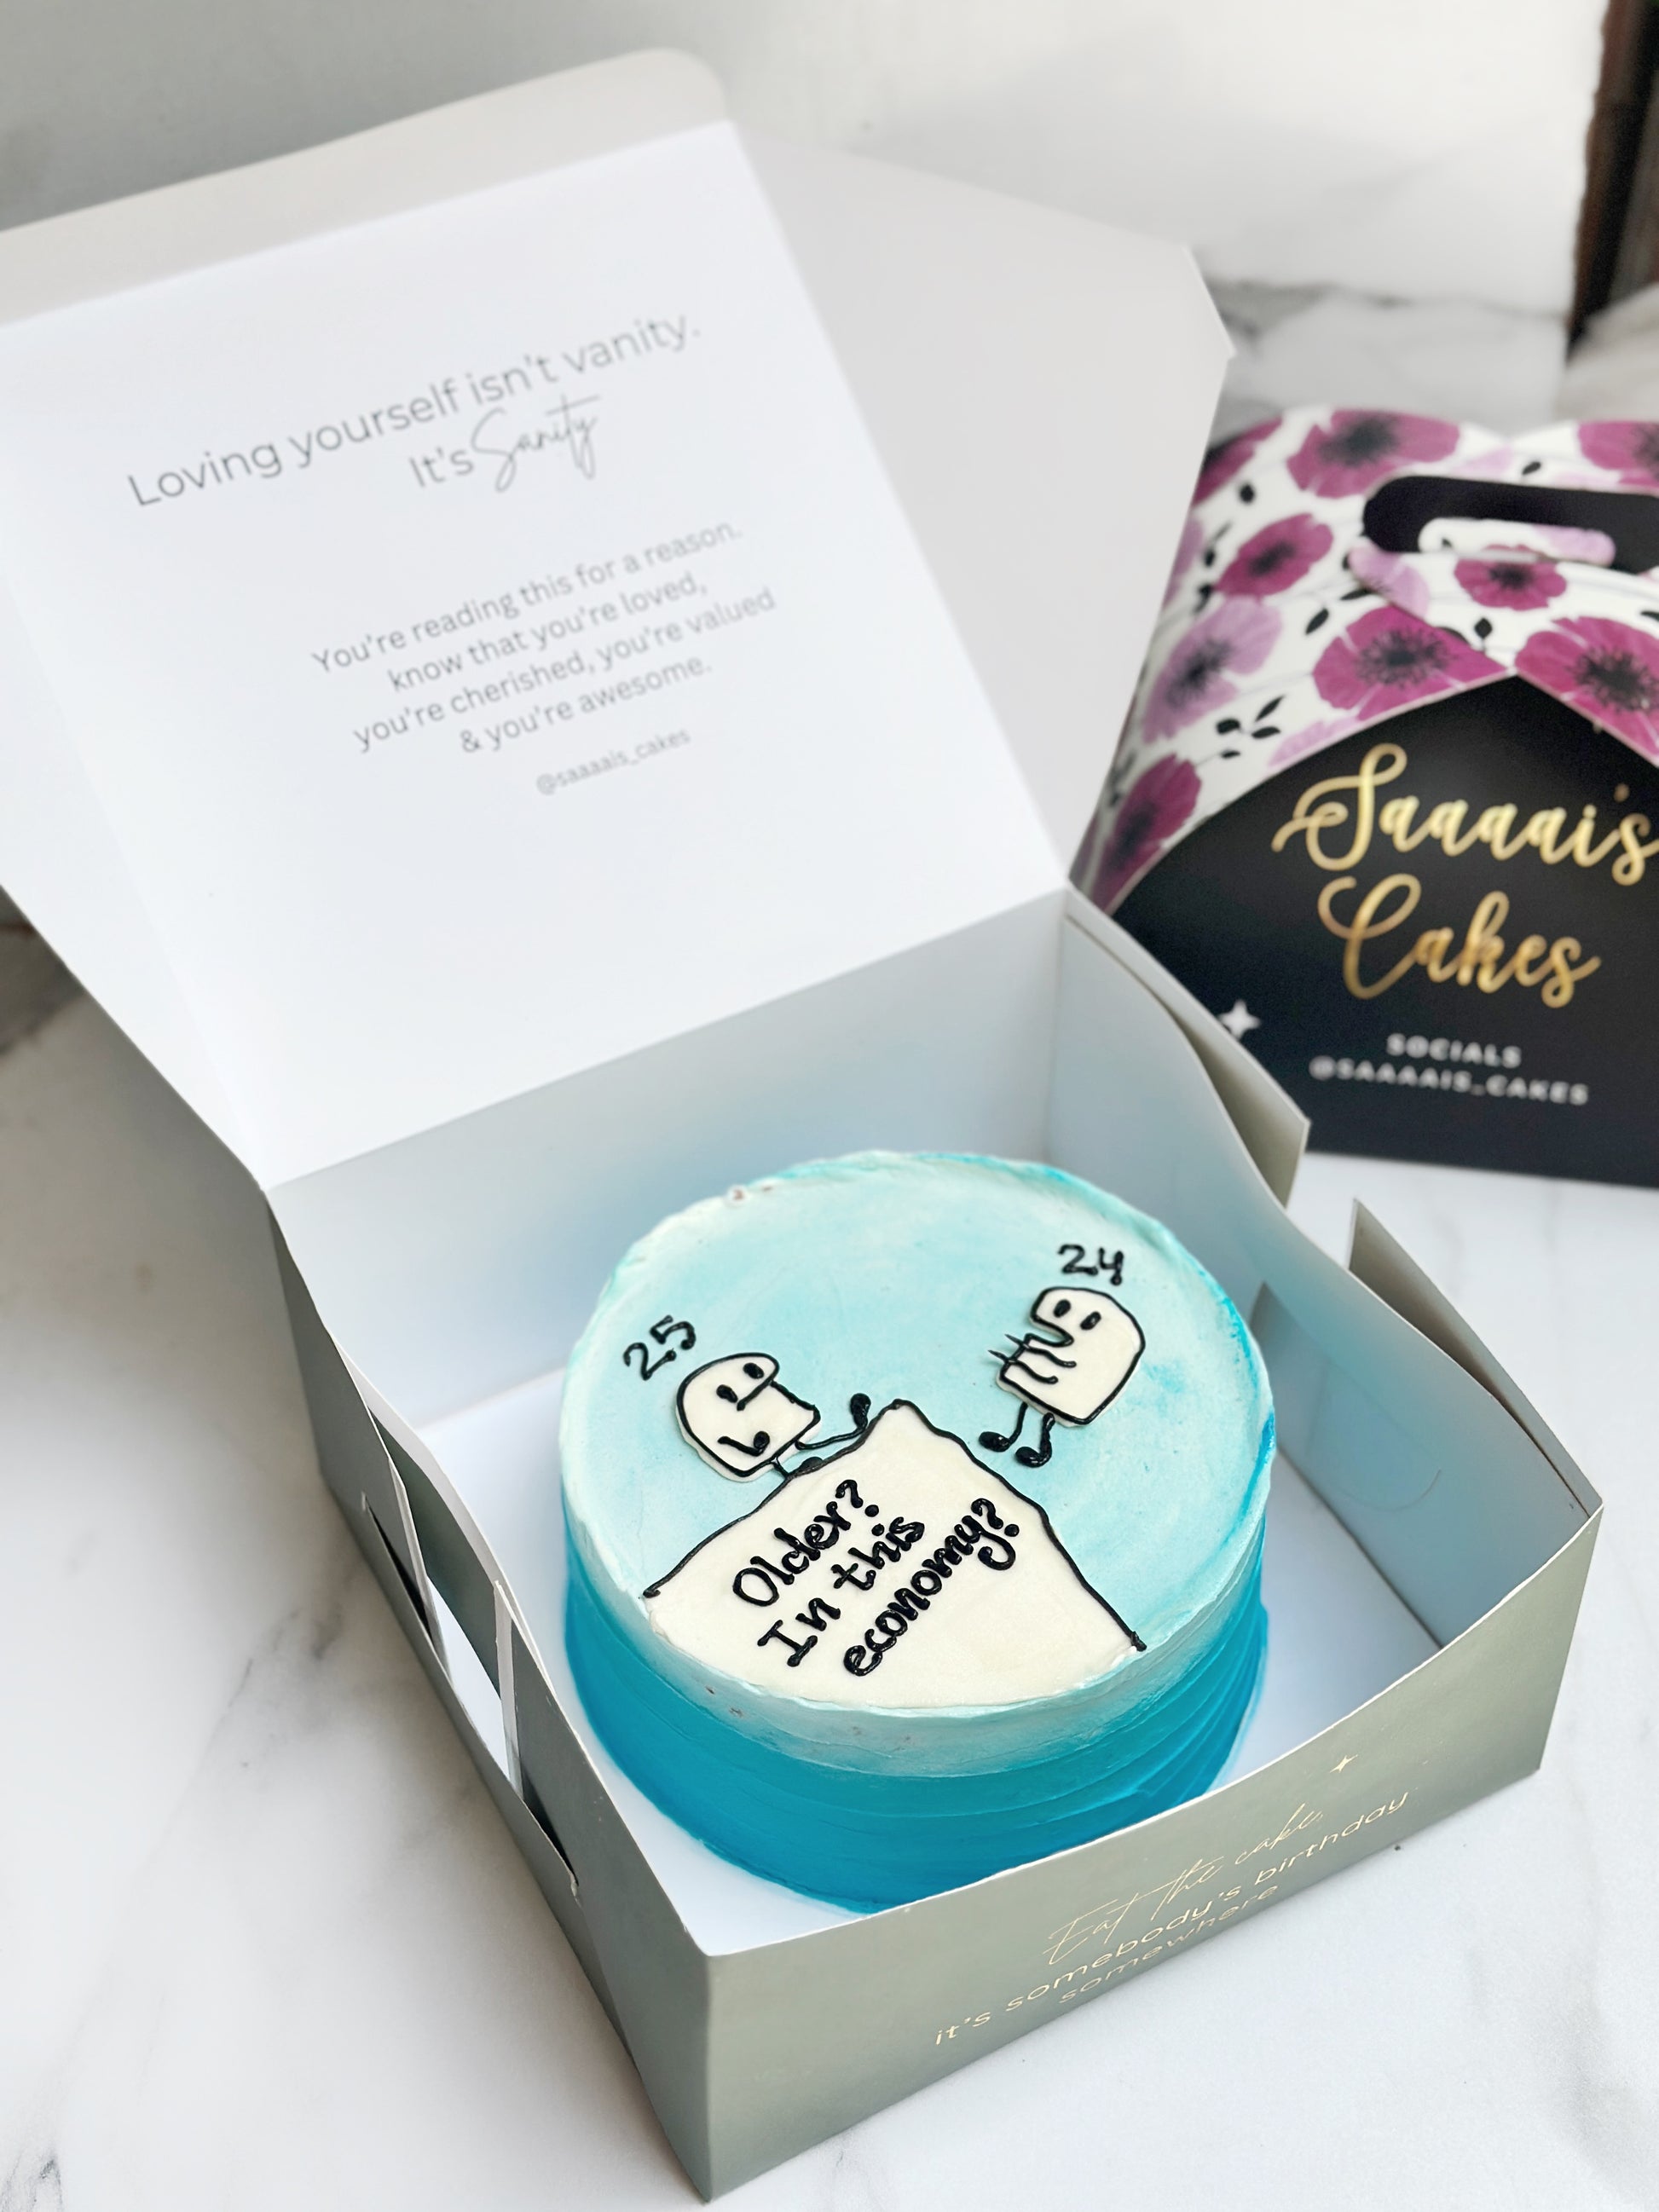 Loving yourself isn't vanity.
It's Sanity
You're reading this for a reason.
know that you're loved,
you're cherished, you're valued
& you're awesome.
@saaaais_cakes
Saaaai's
Cakes
SOCIALS
@SAAAAIS_CAKES
24
25
Older?
In this
economy?
Eat the cake,
it's somebody's birthday
somewhere